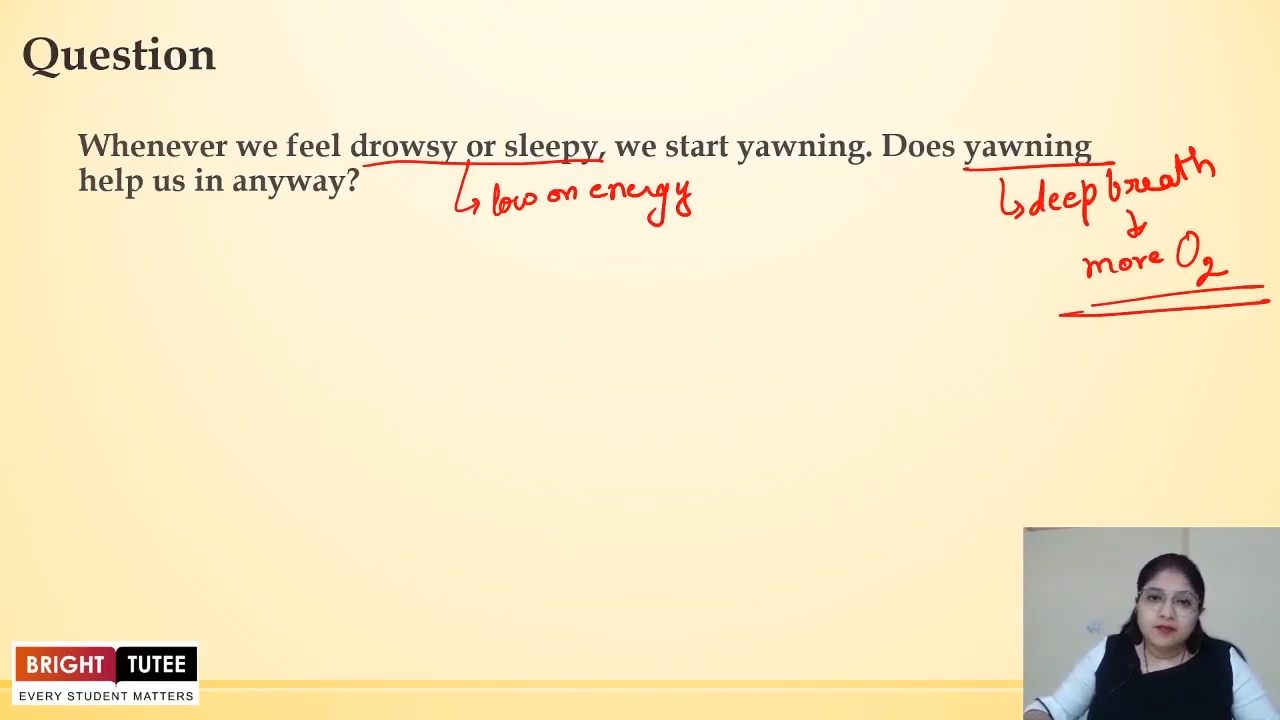 Question
Whenever we feel drowsy or sleepy, we start yawning. Does yawning
help us in anyway?
low on energy
deep breath
more O₂
BRIGHT TUTEE
EVERY STUDENT MATTERS